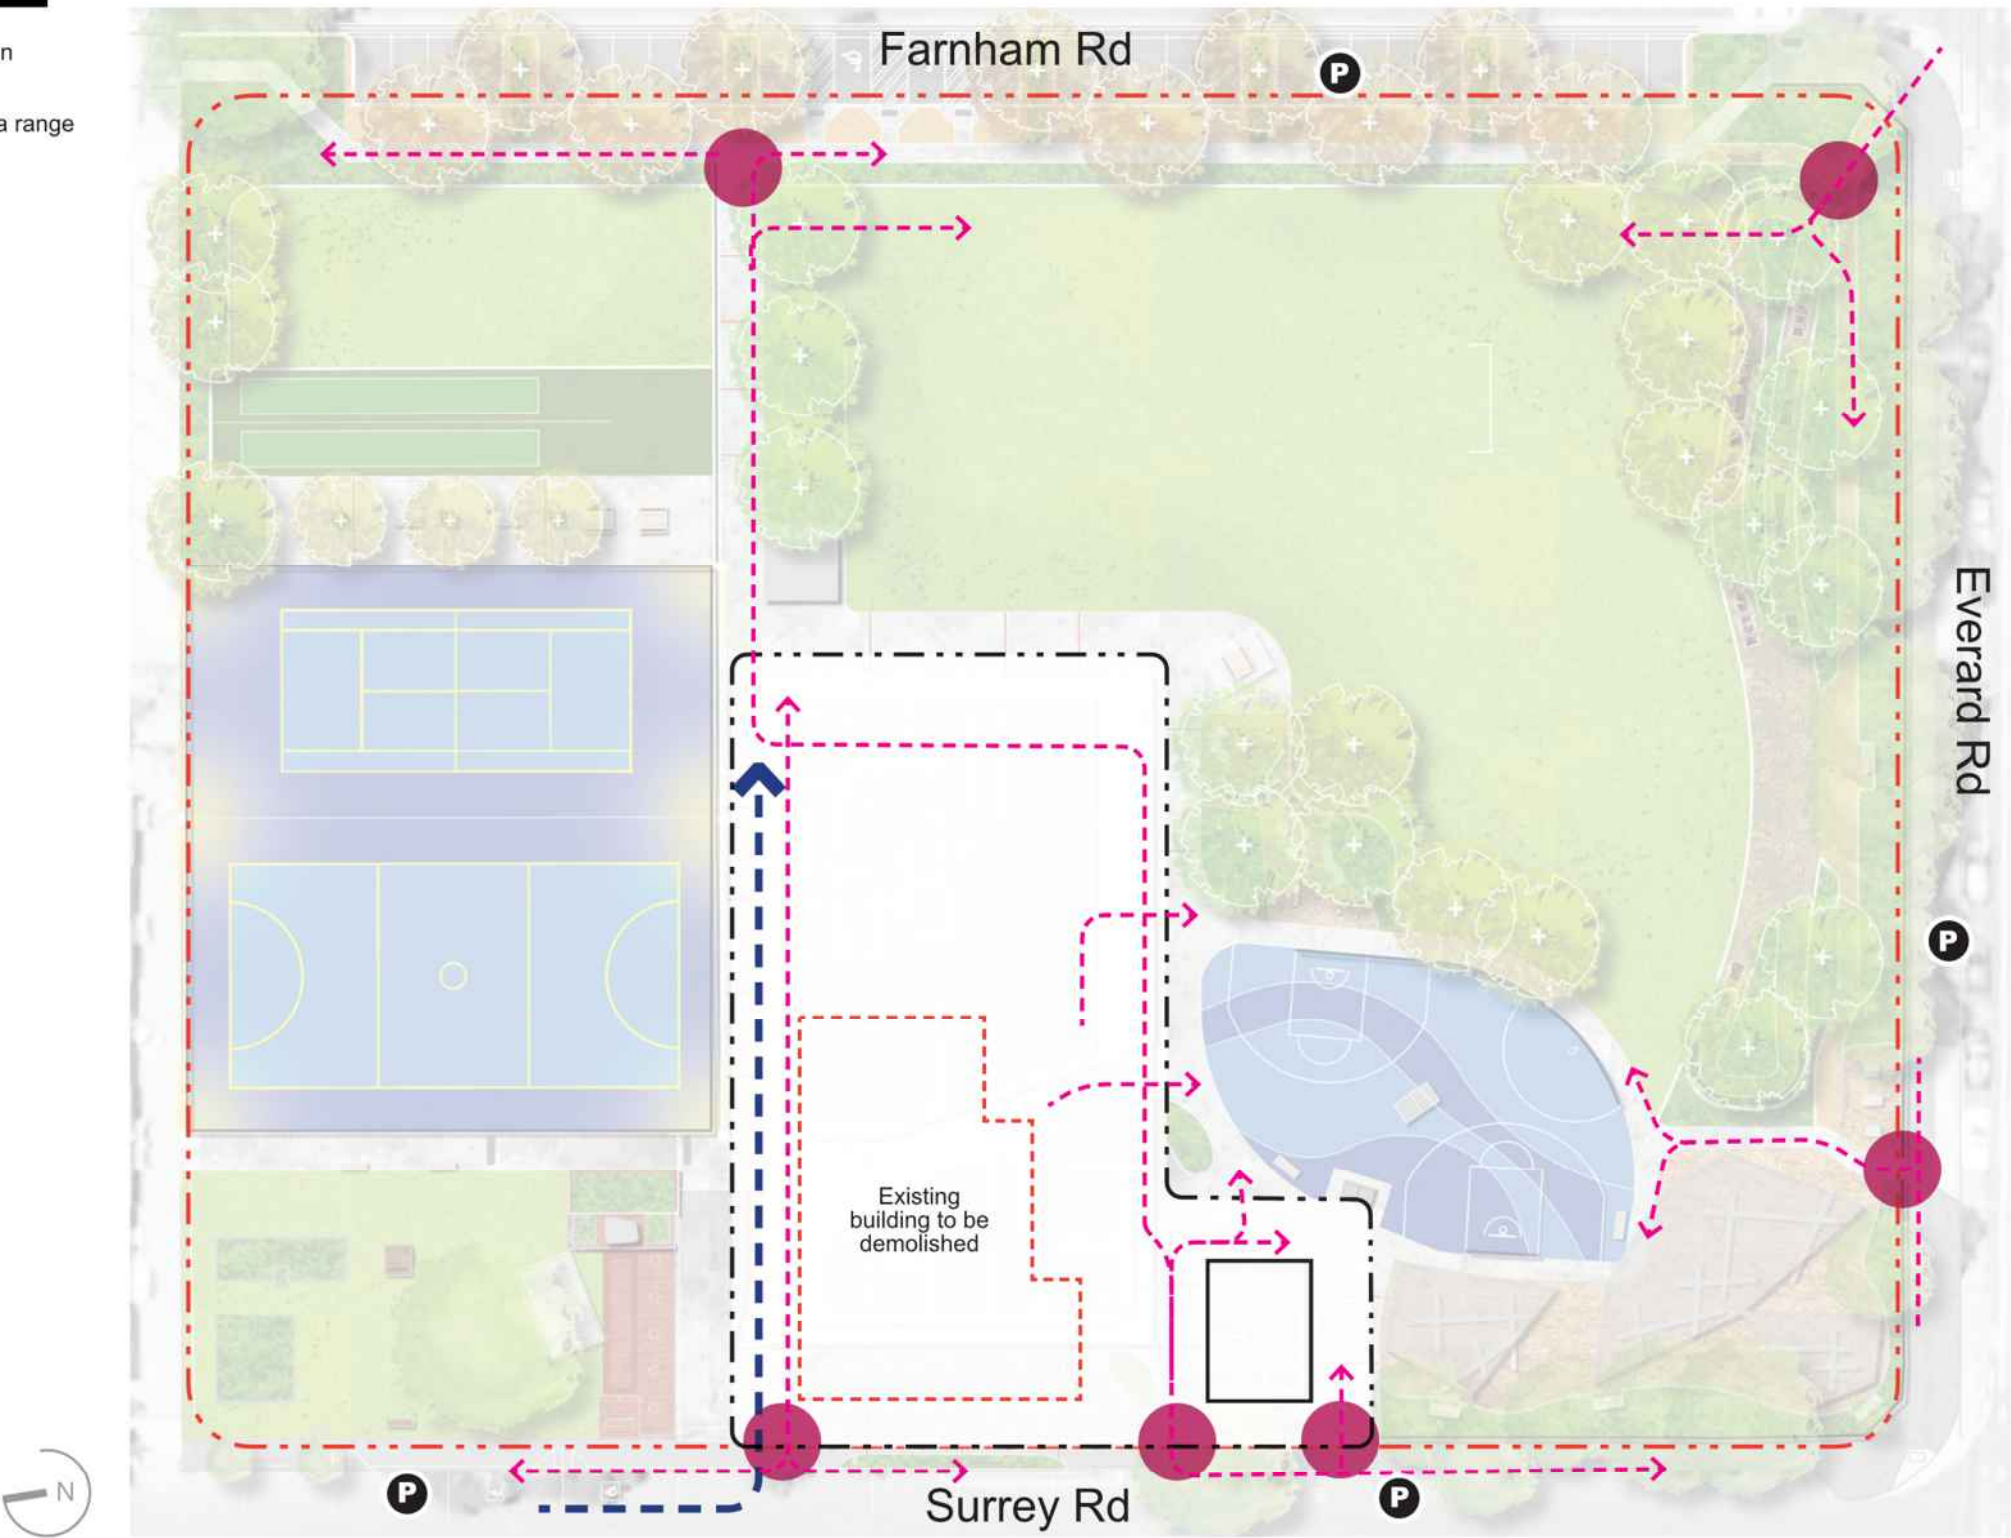 n
a range
Farnham Rd
P
Everard Rd
P
Existing
building to be
demolished
P
Surrey Rd
P
N